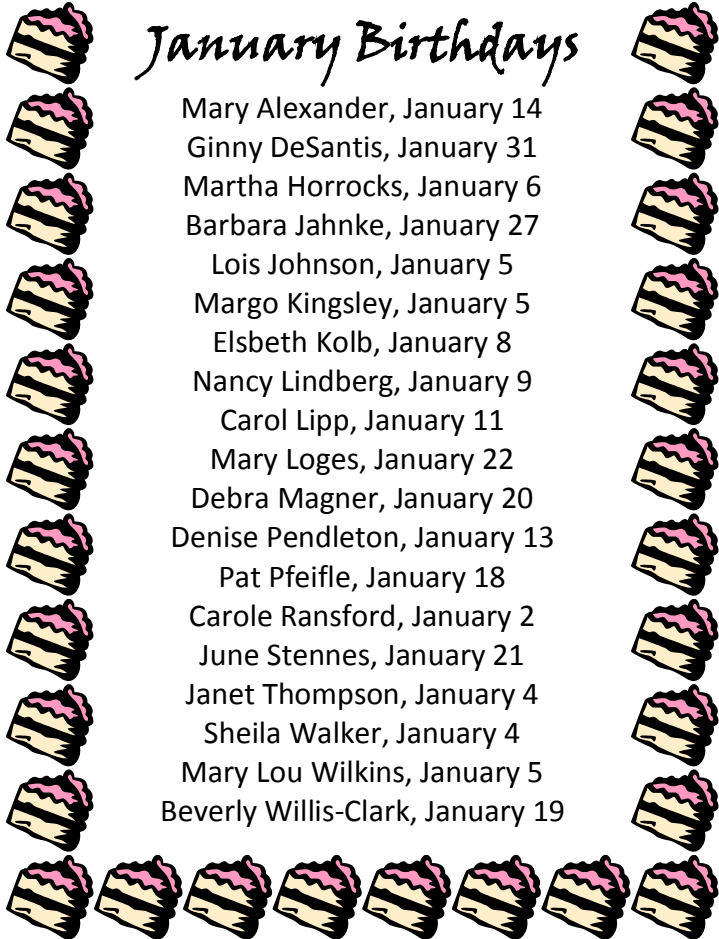 January Birthdays
Mary Alexander, January 14
Ginny DeSantis, January 31
Martha Horrocks, January 6
Barbara Jahnke, January 27
Lois Johnson, January 5
Margo Kingsley, January 5
Elsbeth Kolb, January 8
Nancy Lindberg, January 9
Carol Lipp, January 11
Mary Loges, January 22
Debra Magner, January 20
Denise Pendleton, January 13
Pat Pfeifle, January 18
Carole Ransford, January 2
June Stennes, January 21
Janet Thompson, January 4
Sheila Walker, January 4
Mary Lou Wilkins, January 5
Beverly Willis-Clark, January 19